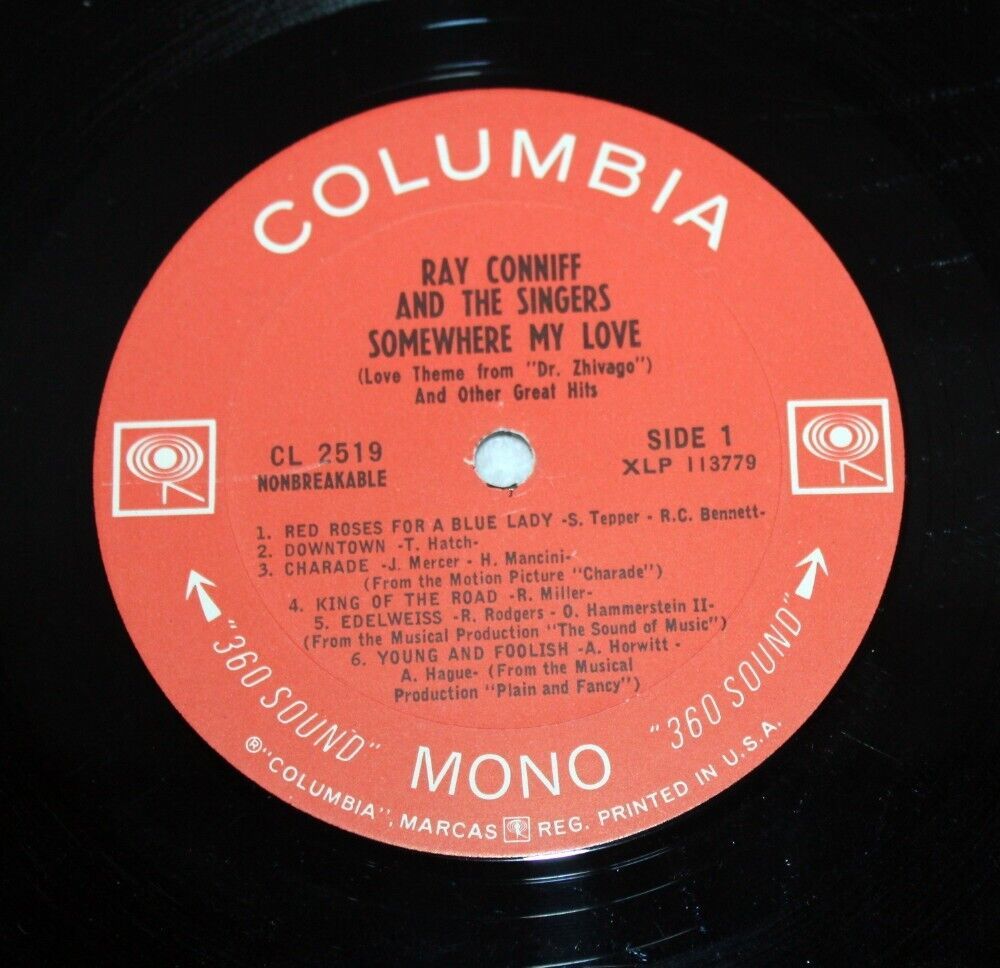 COLUMBIA
RAY CONNIFF
AND THE SINGERS
SOMEWHERE MY LOVE
(Love Theme from "Dr. Zhivago")
And Other Great Hits
CL 2519
NONBREAKABLE
SIDE 1
XLP 113779
1. RED ROSES FOR A BLUE LADY -S. Tepper - R.C. Bennett-
2. DOWNTOWN -T. Hatch-
3. CHARADE -J. Mercer - H. Mancini-
(From the Motion Picture "Charade")
4. KING OF THE ROAD -R. Miller-
5. EDELWEISS -R. Rodgers - O. Hammerstein II-
(From the Musical Production "The Sound of Music")
6. YOUNG AND FOOLISH -A. Horwitt -
A. Hague- (From the Musical
Production "Plain and Fancy")
"360 SOUND"
MONO
"360 SOUND"
®"COLUMBIA", MARCAS REG. PRINTED IN U.S.A.